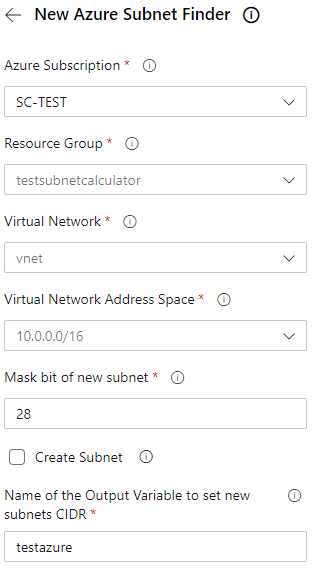 New Azure Subnet Finder
Azure Subscription *
SC-TEST
Resource Group *
testsubnetcalculator
Virtual Network *
vnet
Virtual Network Address Space *
10.0.0.0/16
Mask bit of new subnet *
28
Create Subnet
Name of the Output Variable to set new
subnets CIDR *
testazure